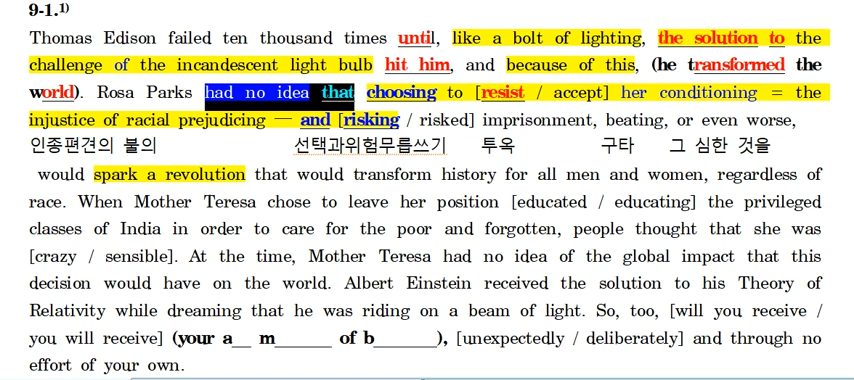 9-1.1)
Thomas Edison failed ten thousand times until, like a bolt of lighting, the solution to the
challenge of the incandescent light bulb hit him, and because of this, (he transformed the
world). Rosa Parks had no idea that choosing to [resist / accept] her conditioning = the
injustice of racial prejudicing — and [risking / risked] imprisonment, beating, or even worse,
인종편견의 불의 선택과위험무릅쓰기 투옥 구타 그 심한 것을
would spark a revolution that would transform history for all men and women, regardless of
race. When Mother Teresa chose to leave her position [educated / educating] the privileged
classes of India in order to care for the poor and forgotten, people thought that she was
[crazy / sensible]. At the time, Mother Teresa had no idea of the global impact that this
decision would have on the world. Albert Einstein received the solution to his Theory of
Relativity while dreaming that he was riding on a beam of light. So, too, [will you receive /
you will receive] (your a__ m______ of b_______), [unexpectedly / deliberately] and through no
effort of your own.